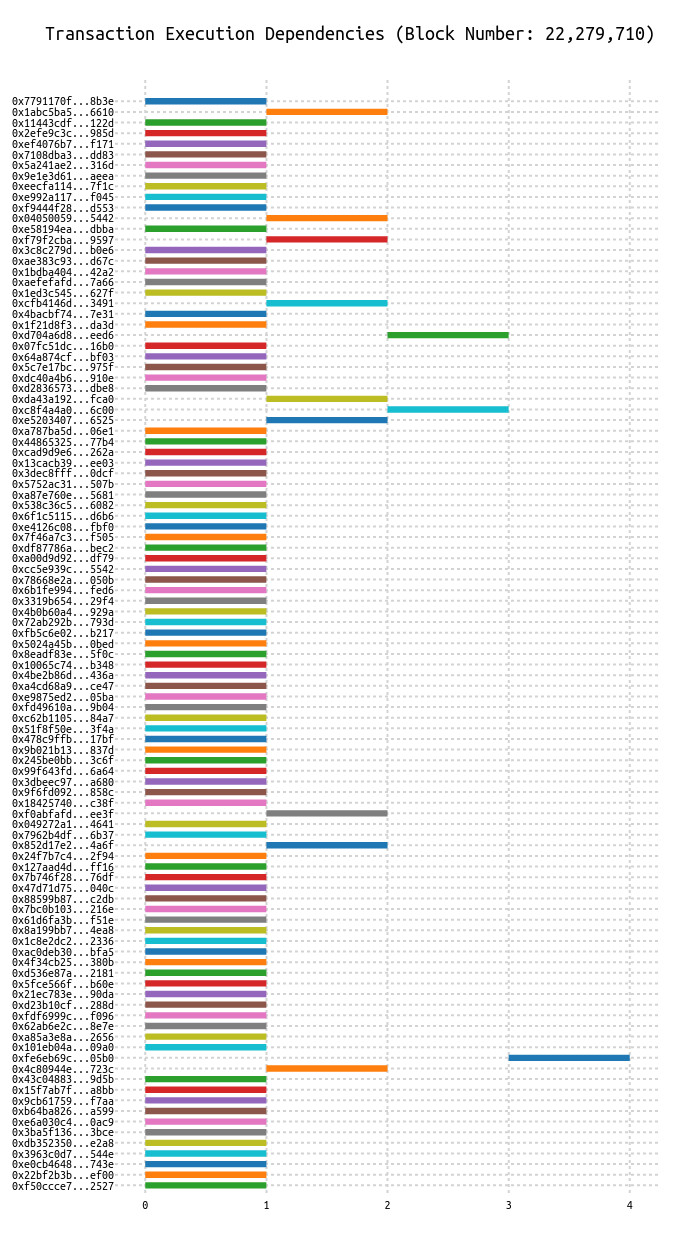 Transaction Execution Dependencies (Block Number: 22,279,710)
0x7791170f...8b3e
0x1abc5ba5...6610
0x11443cdf...122d
0x2efe9c3c...985d
0xef4076b7...f171
0x7108dba3...dd83
0x5a241ae2...316d
0x9e1e3d61...aeea
0xeecfa114...7f1c
0xe992a117...f045
0xf9444f28...d553
0x04050059...5442
0xe58194ea...dbba
0xf79f2cba...9597
0x3c8c279d...b0e6
0xae383c93...d67c
0x1bdba404...42a2
0xaefefafd...7a66
0x1ed3c545...627f
0xcfb4146d...3491
0x4bacbf74...7e31
0x1f21d8f3...da3d
0xd704a6d8...eed6
0x07fc51dc...16b0
0x64a874cf...bf03
0x5c7e17bc...975f
0xdc40a4b6...910e
0xd2836573...dbe8
0xda43a192...fca0
0xc8f4a4a0...6c00
0xe5203407...6525
0xa787ba5d...06e1
0x44865325...77b4
0xcad9d9e6...262a
0x13cacb39...ee03
0x3dec8fff...0dcf
0x5752ac31...507b
0xa87e760e...5681
0x538c36c5...6082
0x6f1c5115...d6b6
0xe4126c08...fbf0
0x7f46a7c3...f505
0xdf87786a...bec2
0xa00d9d92...df79
0xcc5e939c...5542
0x78668e2a...050b
0x6b1fe994...fed6
0x3319b654...29f4
0x4b0b60a4...929a
0x72ab292b...793d
0xfb5c6e02...b217
0x5024a45b...0bed
0x8eadf83e...5f0c
0x10065c74...b348
0x4be2b86d...436a
0xa4cd68a9...ce47
0xe9875ed2...05ba
0xfd49610a...9b04
0xc62b1105...84a7
0x51f8f50e...3f4a
0x478c9ffb...17bf
0x9b021b13...837d
0x245be0bb...3c6f
0x99f643fd...6a64
0x3dbeec97...a680
0x9f6fd092...858c
0x18425740...c38f
0xf0abfafd...ee3f
0x049272a1...4641
0x7962b4df...6b37
0x852d17e2...4a6f
0x24f7b7c4...2f94
0x127aad4d...ff16
0x7b746f28...76df
0x47d71d75...040c
0x88599b87...c2db
0x7bc0b103...216e
0x61d6fa3b...f51e
0x8a199bb7...4ea8
0x1c8e2dc2...2336
0xac0deb30...bfa5
0x4f34cb25...380b
0xd536e87a...2181
0x5fce566f...b60e
0x21ec783e...90da
0xd23b10cf...288d
0xfdf6999c...f096
0x62ab6e2c...8e7e
0xa85a3e8a...2656
0x101eb04a...09a0
0xfe6eb69c...05b0
0x4c80944e...723c
0x43c04883...9d5b
0x15f7ab7f...a8bb
0x9cb61759...f7aa
0xb64ba826...a599
0xe6a030c4...0ac9
0x3ba5f136...3bce
0xdb352350...e2a8
0x3963c0d7...544e
0xe0cb4648...743e
0x22bf2b3b...ef00
0xf50ccce7...2527
0 1 2 3 4